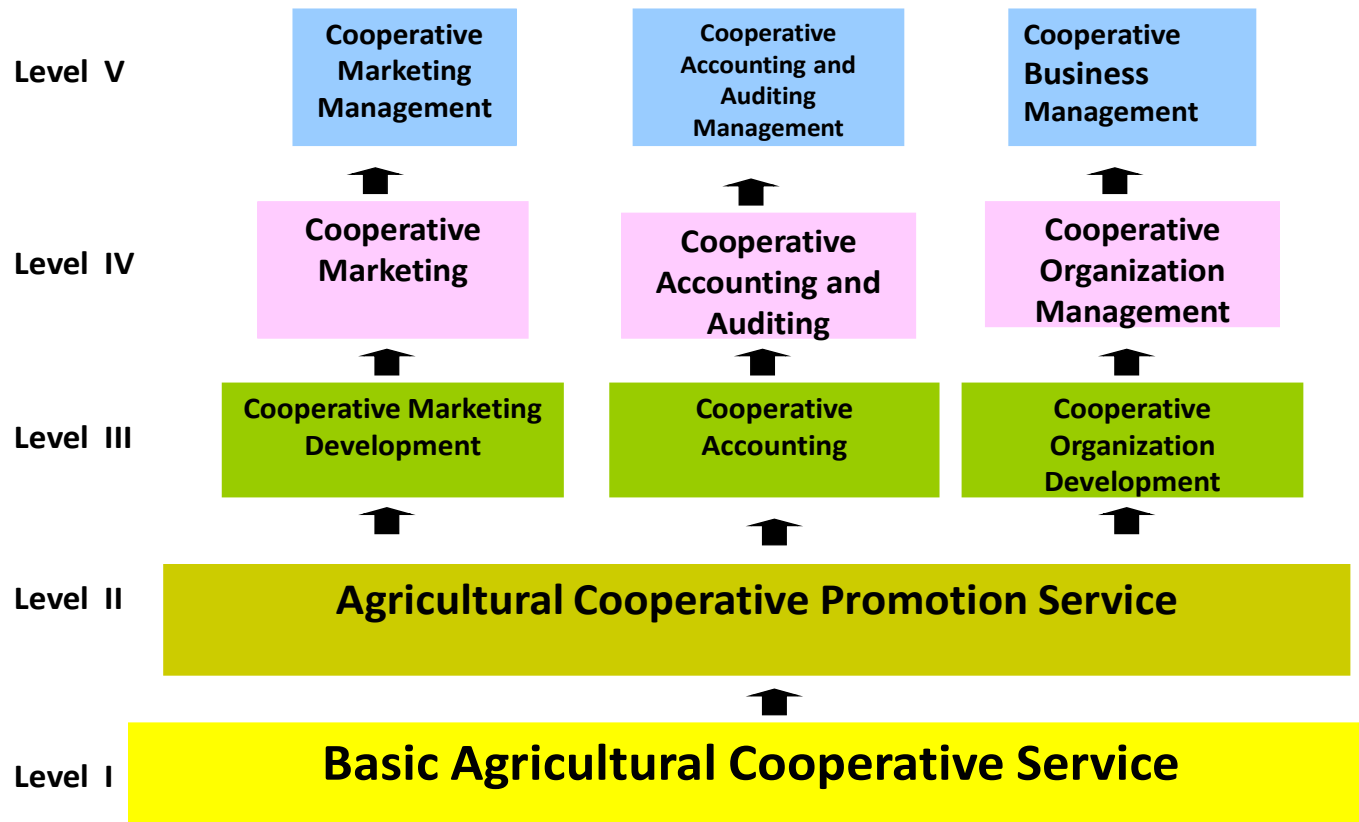 Level V
Cooperative
Marketing
Management
Cooperative
Accounting and
Auditing
Management
Cooperative
Business
Management
Level IV
Cooperative
Marketing
Cooperative
Accounting and
Auditing
Cooperative
Organization
Management
Level III
Cooperative Marketing
Development
Cooperative
Accounting
Cooperative
Organization
Development
Level II
Agricultural Cooperative Promotion Service
Level I
Basic Agricultural Cooperative Service